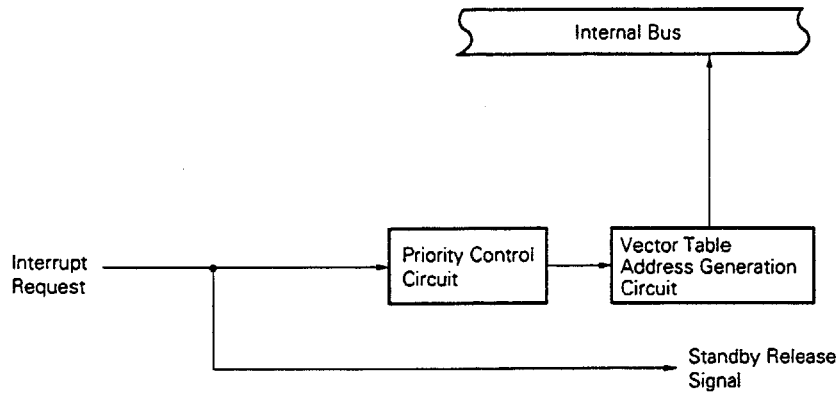 Internal Bus
Interrupt
Request
Priority Control
Circuit
Vector Table
Address Generation
Circuit
Standby Release
Signal